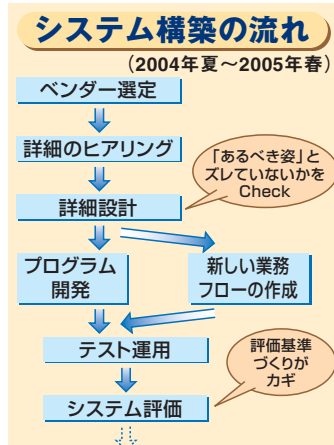 システム構築の流れ
(2004年夏～2005年春)
ベンダー選定
詳細のヒアリング
「あるべき姿」と
ズレていないかを
Check
詳細設計
プログラム
開発
新しい業務
フローの作成
テスト運用
評価基準
づくりが
カギ
システム評価